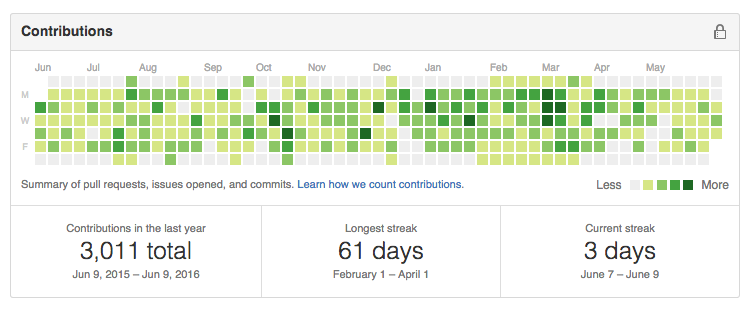 Contributions
Jun Jul Aug Sep Oct Nov Dec Jan Feb Mar Apr May
M
W
F
Summary of pull requests, issues opened, and commits. Learn how we count contributions.
Less More
Contributions in the last year
3,011 total
Jun 9, 2015 – Jun 9, 2016
Longest streak
61 days
February 1 – April 1
Current streak
3 days
June 7 – June 9